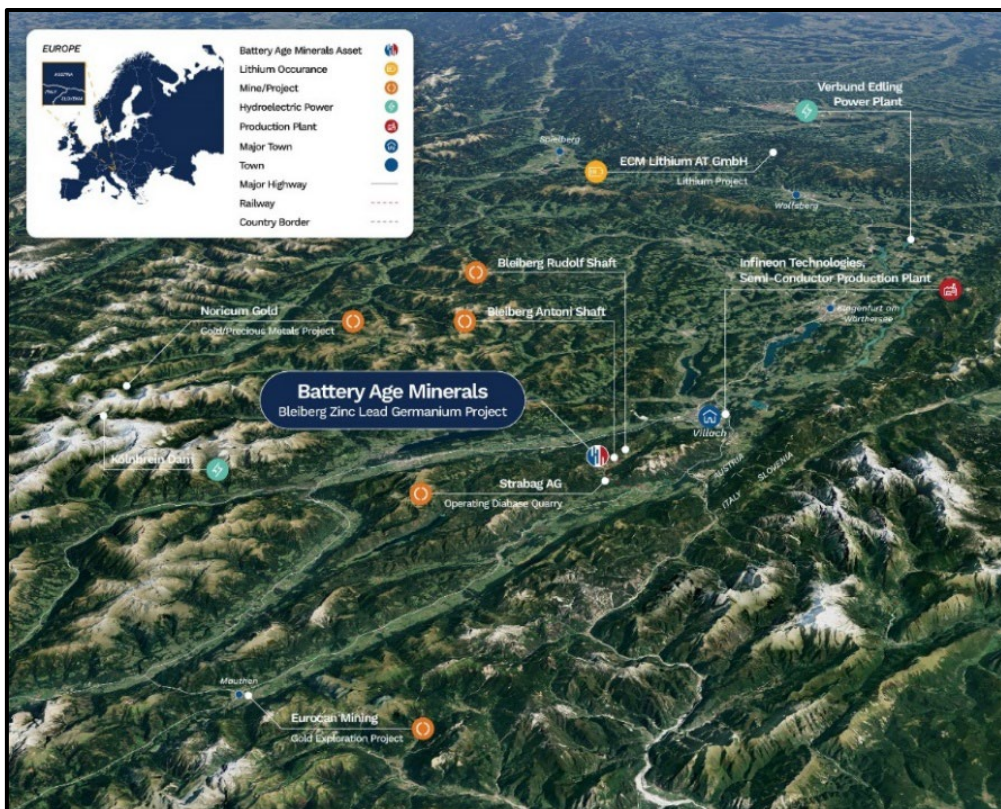 EUROPE
AUSTRIA
ITALY
SLOVENIA
Battery Age Minerals Asset
Lithium Occurance
Mine/Project
Hydroelectric Power
Production Plant
Major Town
Town
Major Highway
Railway
Country Border
Verbund Edling
Power Plant
Spielberg
ECM Lithium AT GmbH
Lithium Project
Wolfsberg
Bleiberg Rudolf Shaft
Infineon Technologies,
Semi-Conductor Production Plant
Noricum Gold
Gold/Precious Metals Project
Bleiberg Antoni Shaft
Klagenfurt am
Wörthersee
Battery Age Minerals
Bleiberg Zinc Lead Germanium Project
Villach
Kölnbrein Dam
Strabag AG
Operating Diabase Quarry
AUSTRIA
ITALY
SLOVENIA
Mauthen
Eurocan Mining
Gold Exploration Project